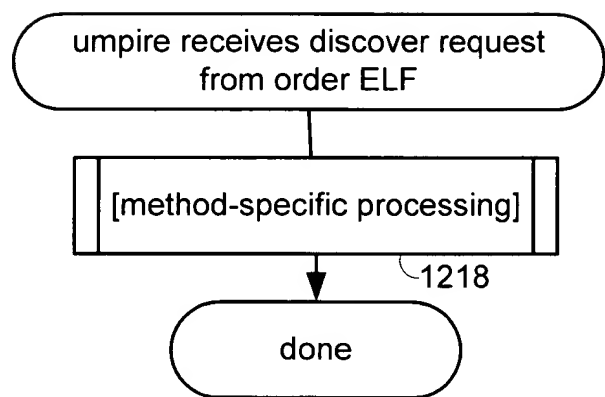 umpire receives discover request
from order ELF
[method-specific processing]
1218
done